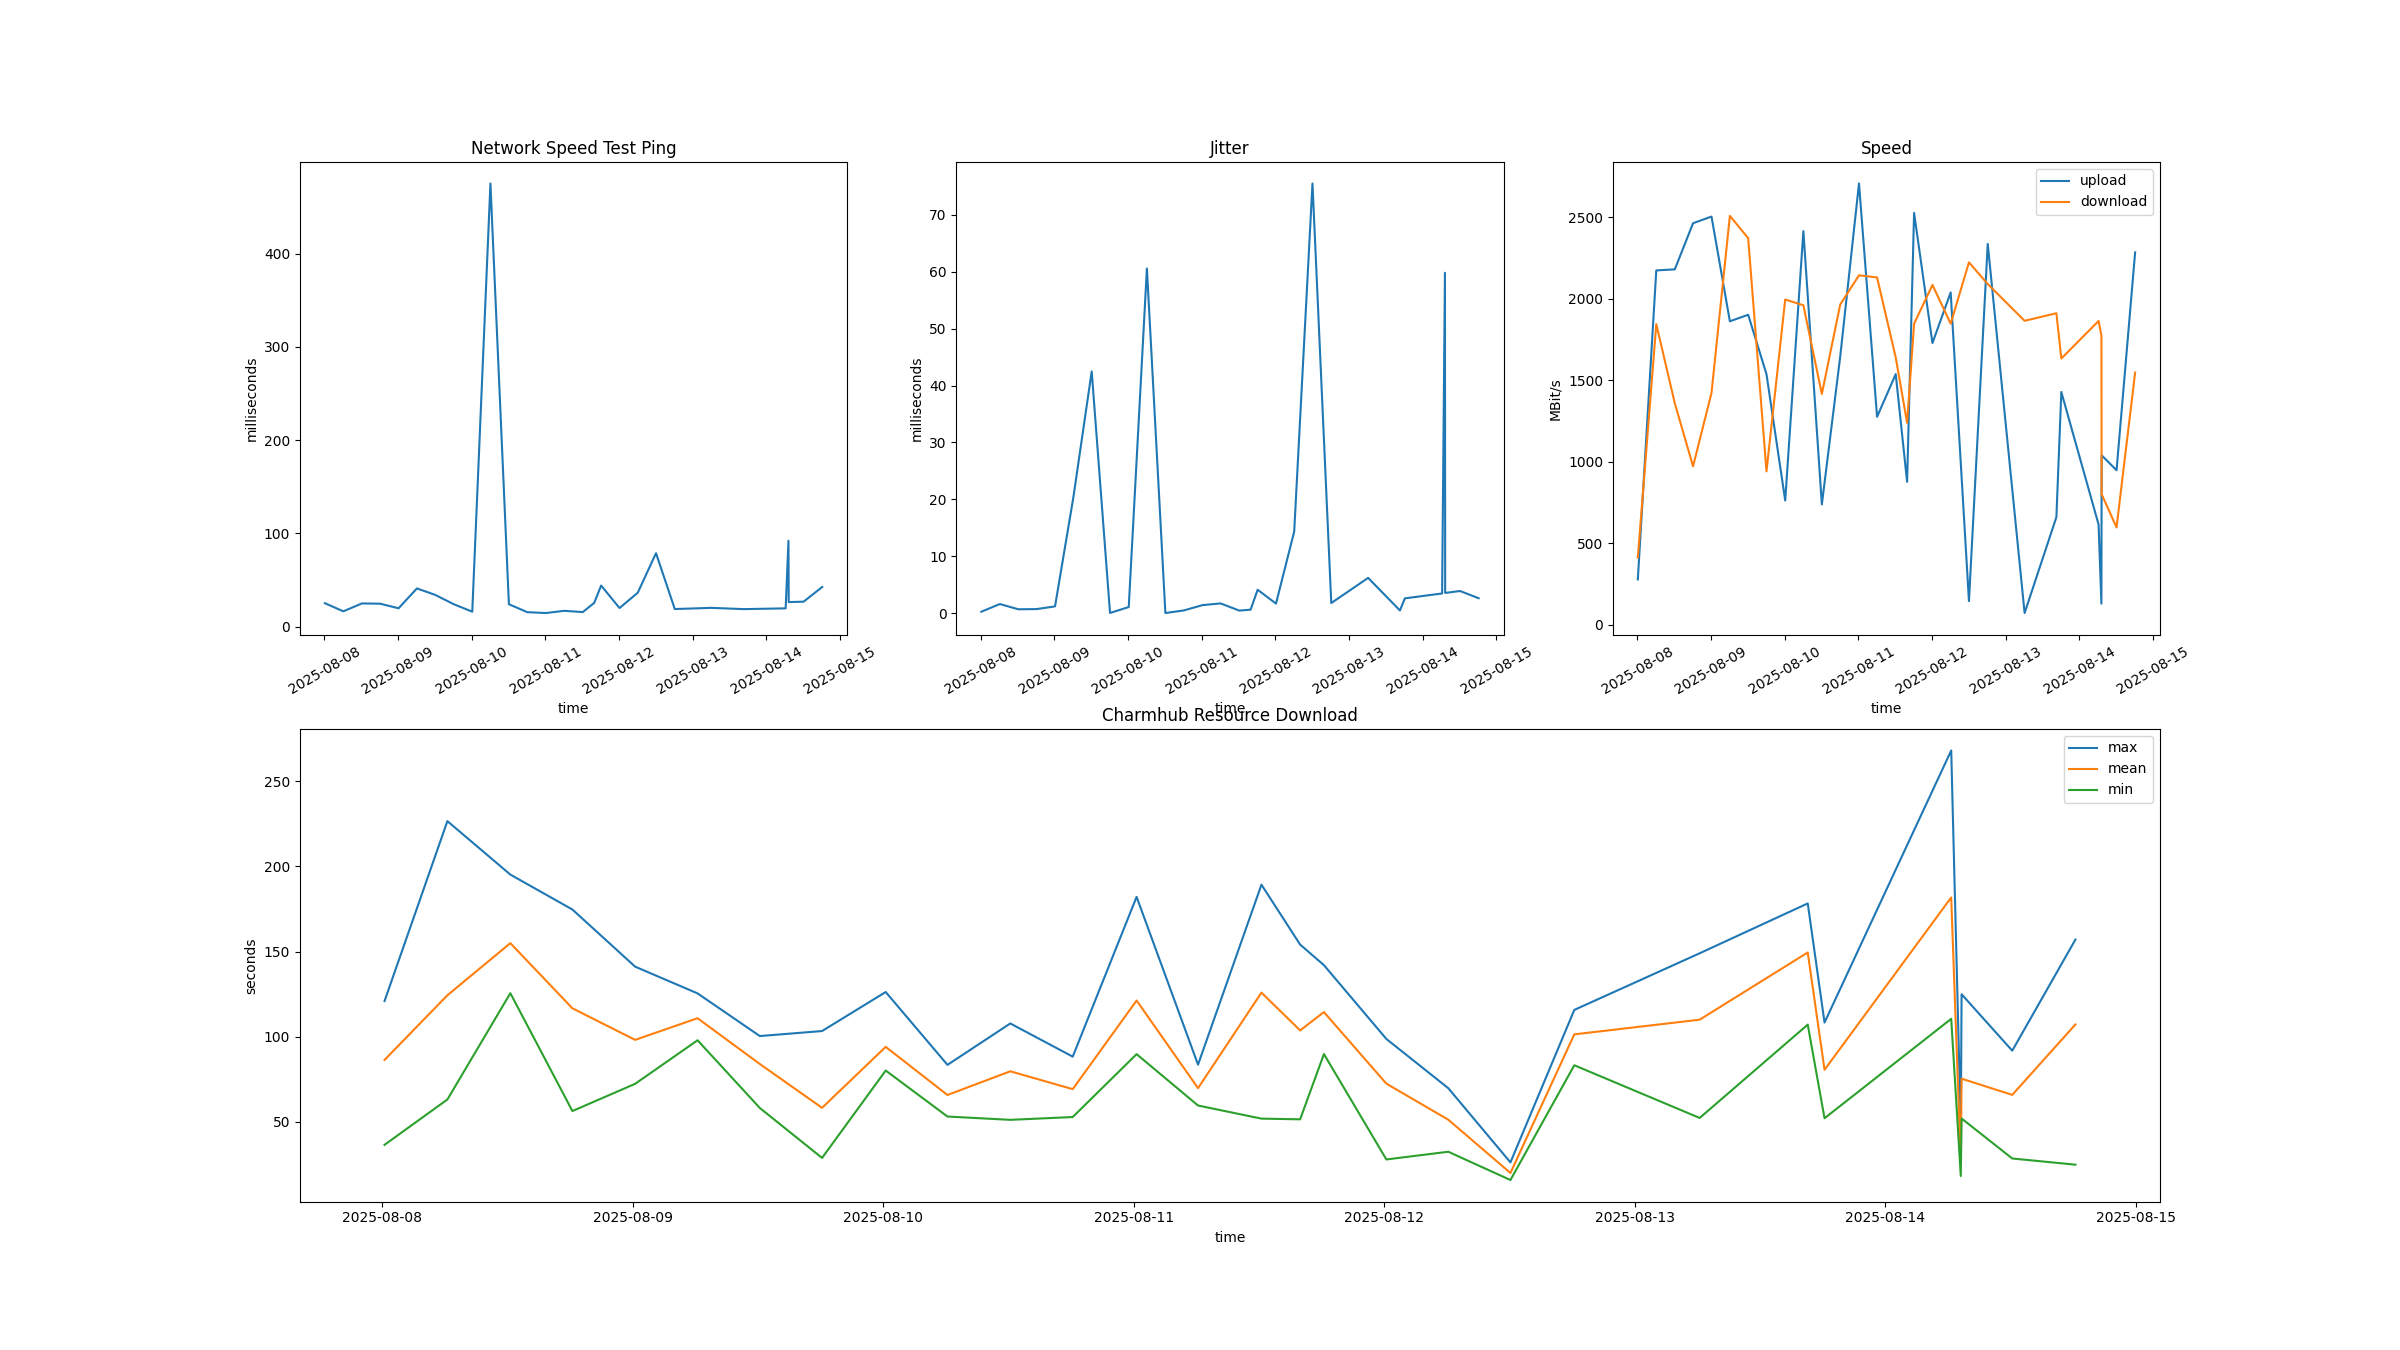 Network Speed Test Ping
milliseconds
400
300
200
100
0
2025-08-08 2025-08-09 2025-08-10 2025-08-11 2025-08-12 2025-08-13 2025-08-14 2025-08-15
time
Jitter
milliseconds
70
60
50
40
30
20
10
0
2025-08-08 2025-08-09 2025-08-10 2025-08-11 2025-08-12 2025-08-13 2025-08-14 2025-08-15
time
Speed
upload
download
MBit/s
2500
2000
1500
1000
500
0
2025-08-08 2025-08-09 2025-08-10 2025-08-11 2025-08-12 2025-08-13 2025-08-14 2025-08-15
time
Charmhub Resource Download
max
mean
min
seconds
250
200
150
100
50
2025-08-08 2025-08-09 2025-08-10 2025-08-11 2025-08-12 2025-08-13 2025-08-14 2025-08-15
time